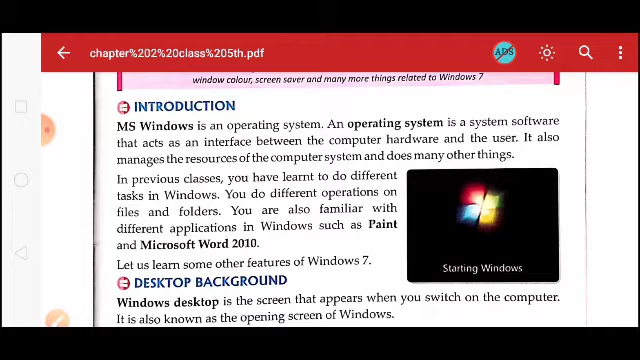 chapter%202%20class%205th.pdf
ADS
window colour, screen saver and many more things related to Windows 7
INTRODUCTION
MS Windows is an operating system. An operating system is a system software
that acts as an interface between the computer hardware and the user. It also
manages the resources of the computer system and does many other things.
In previous classes, you have learnt to do different
tasks in Windows. You do different operations on
files and folders. You are also familiar with
different applications in Windows such as Paint
and Microsoft Word 2010.
Starting Windows
Let us learn some other features of Windows 7.
DESKTOP BACKGROUND
Windows desktop is the screen that appears when you switch on the computer.
It is also known as the opening screen of Windows.